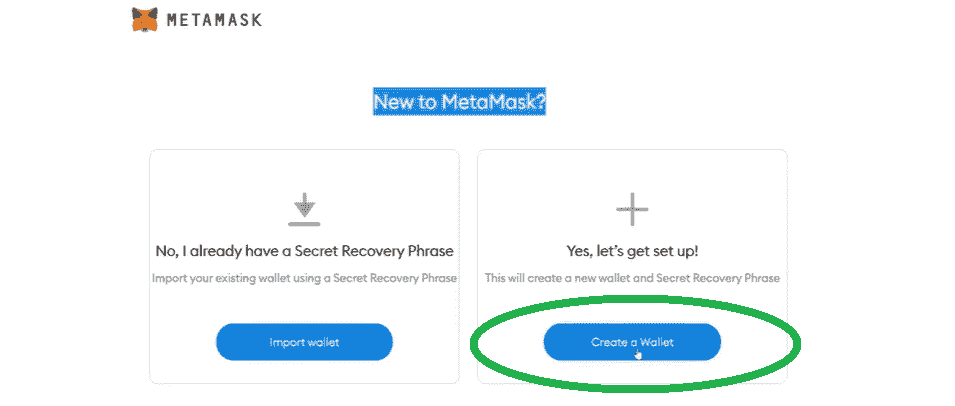 METAMASK
New to MetaMask?
No, I already have a Secret Recovery Phrase
Import your existing wallet using a Secret Recovery Phrase
Import wallet
Yes, let's get set up!
This will create a new wallet and Secret Recovery Phrase
Create a Wallet